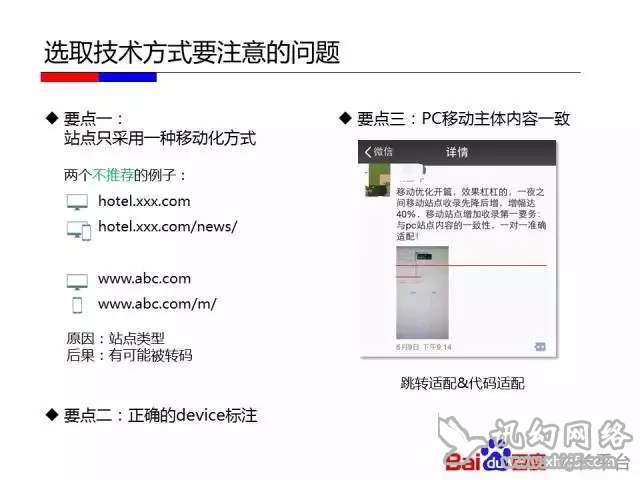 选取技术方式要注意的问题
◆ 要点一：
站点只采用一种移动化方式
两个不推荐的例子：
hotel.xxx.com
hotel.xxx.com/news/
www.abc.com
www.abc.com/m/
原因：站点类型
后果：有可能被转码
◆ 要点二：正确的device标注
◆ 要点三：PC移动主体内容一致
微信
详情
移动优化开篇，效果杠杠的，一夜之
间移动站点收录先降后增，增幅达
40%，移动站点增加收录第一要务：
与pc站点内容的一致性，一对一准确
适配！
6月9日 下午9:14
跳转适配&代码适配
讯幻网络
Bai
百度
平台